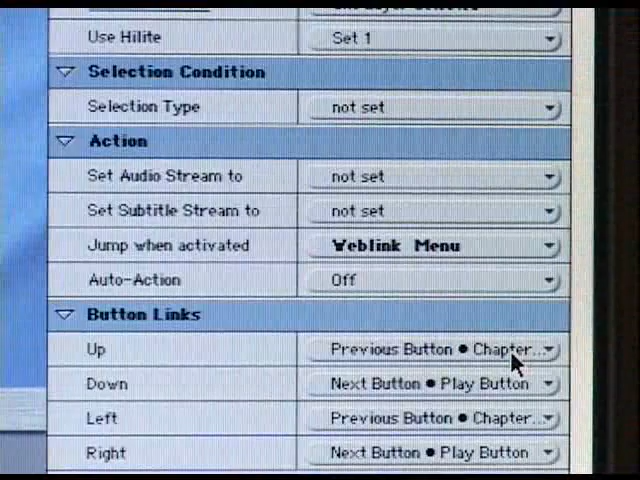 Use Hilite Set 1
Selection Condition
Selection Type not set
Action
Set Audio Stream to not set
Set Subtitle Stream to not set
Jump when activated Weblink Menu
Auto-Action Off
Button Links
Up Previous Button ● Chapter...
Down Next Button ● Play Button
Left Previous Button ● Chapter...
Right Next Button ● Play Button